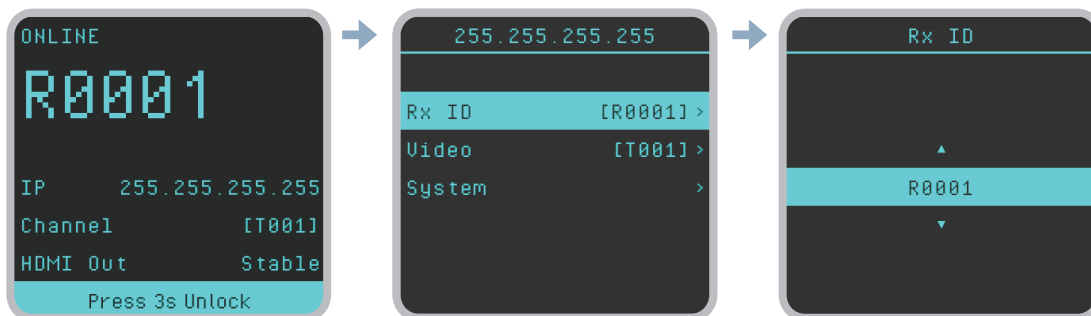 ONLINE
R0001
IP 255.255.255.255
Channel [T001]
HDMI Out Stable
Press 3s Unlock
255.255.255.255
Rx ID [R0001] >
Video [T001] >
System >
Rx ID
▲
R0001
▼